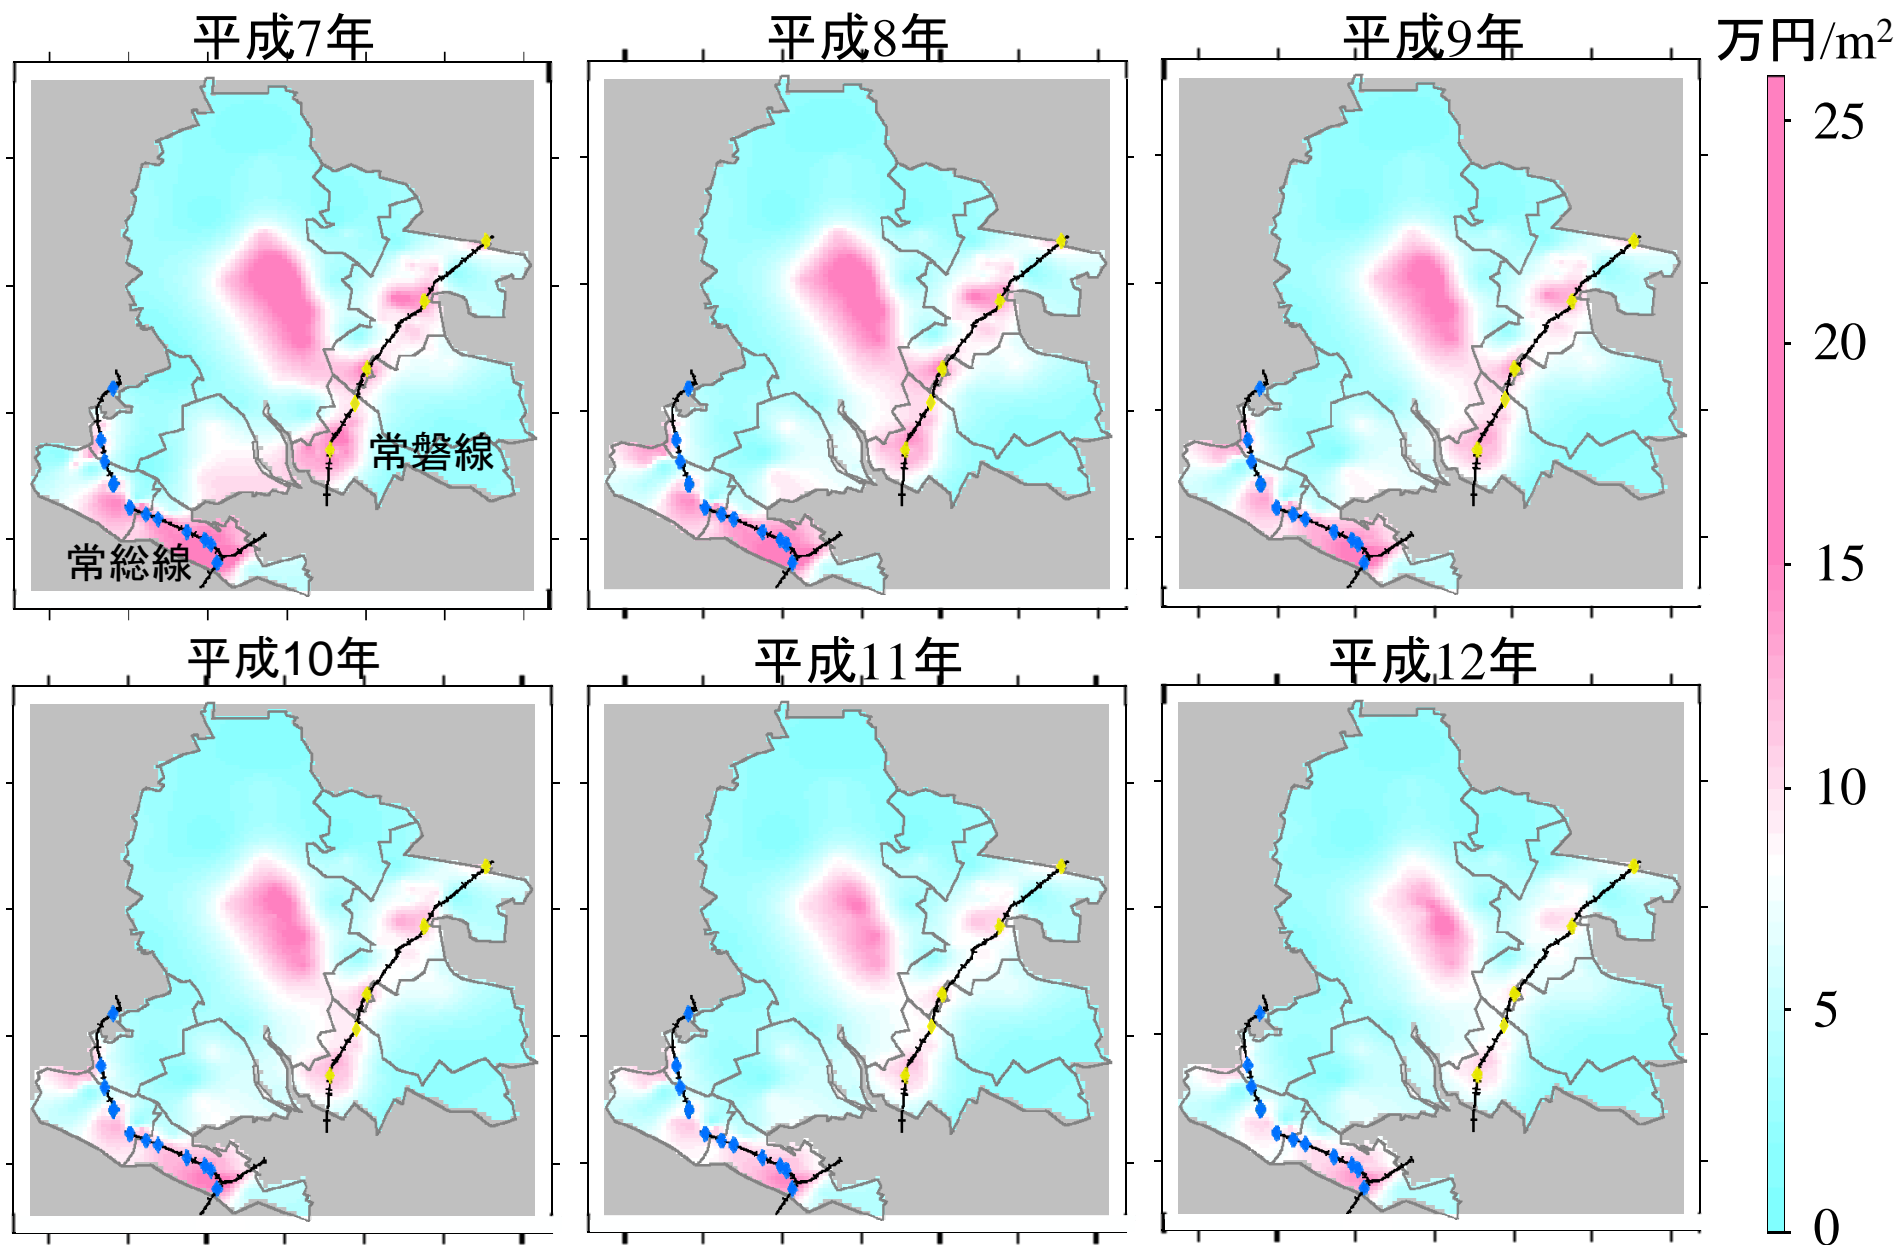 平成7年
平成8年
平成9年
万円/m²
常磐線
常総線
平成10年
平成11年
平成12年
25
20
15
10
5
0